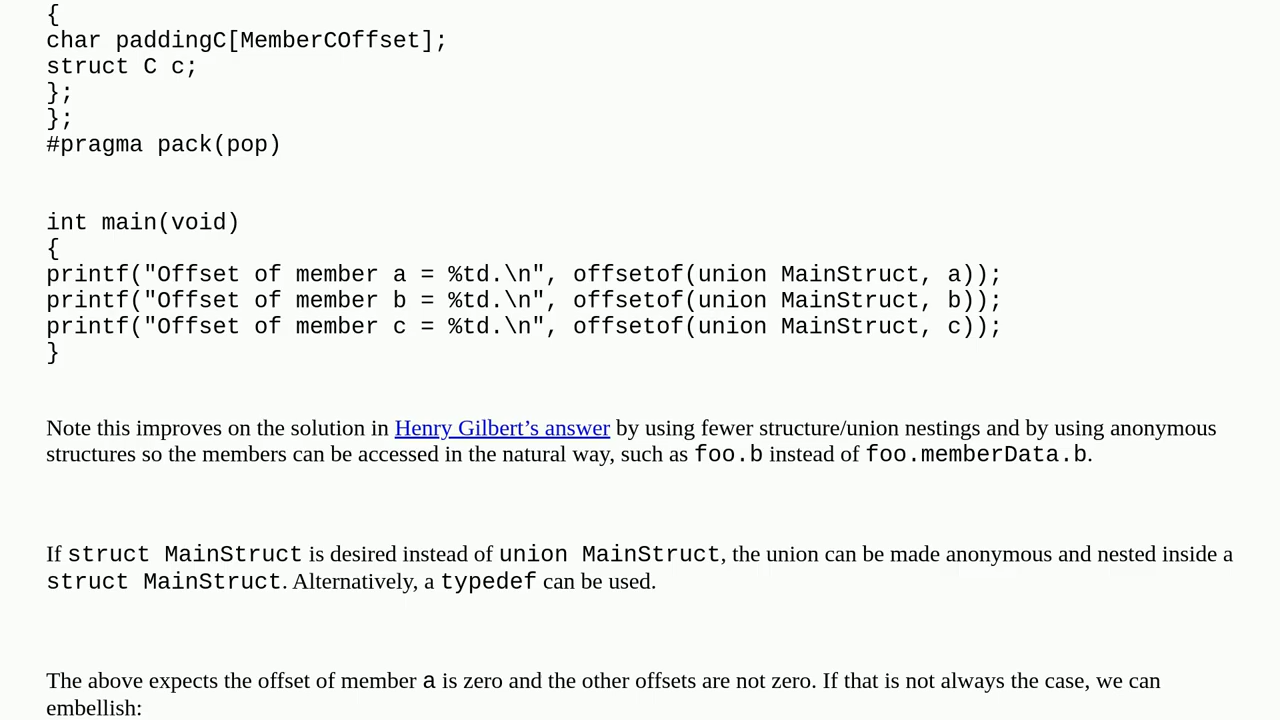 {
char paddingC[MemberCOffset];
struct C c;
};
};
#pragma pack(pop)
int main(void)
{
printf("Offset of member a = %td.\n", offsetof(union MainStruct, a));
printf("Offset of member b = %td.\n", offsetof(union MainStruct, b));
printf("Offset of member c = %td.\n", offsetof(union MainStruct, c));
}
Note this improves on the solution in Henry Gilbert’s answer by using fewer structure/union nestings and by using anonymous
structures so the members can be accessed in the natural way, such as foo.b instead of foo.memberData.b.
If struct MainStruct is desired instead of union MainStruct, the union can be made anonymous and nested inside a
struct MainStruct. Alternatively, a typedef can be used.
The above expects the offset of member a is zero and the other offsets are not zero. If that is not always the case, we can
embellish: